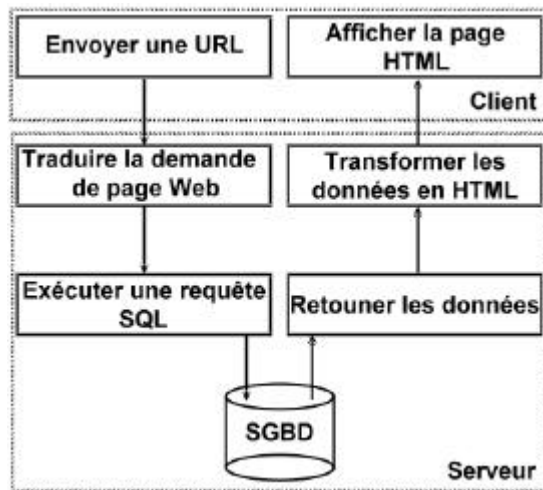 Envoyer une URL
Afficher la page
HTML
Client
Traduire la demande
de page Web
Transformer les
données en HTML
Exécuter une requête
SQL
Retouner les données
SGBD
Serveur